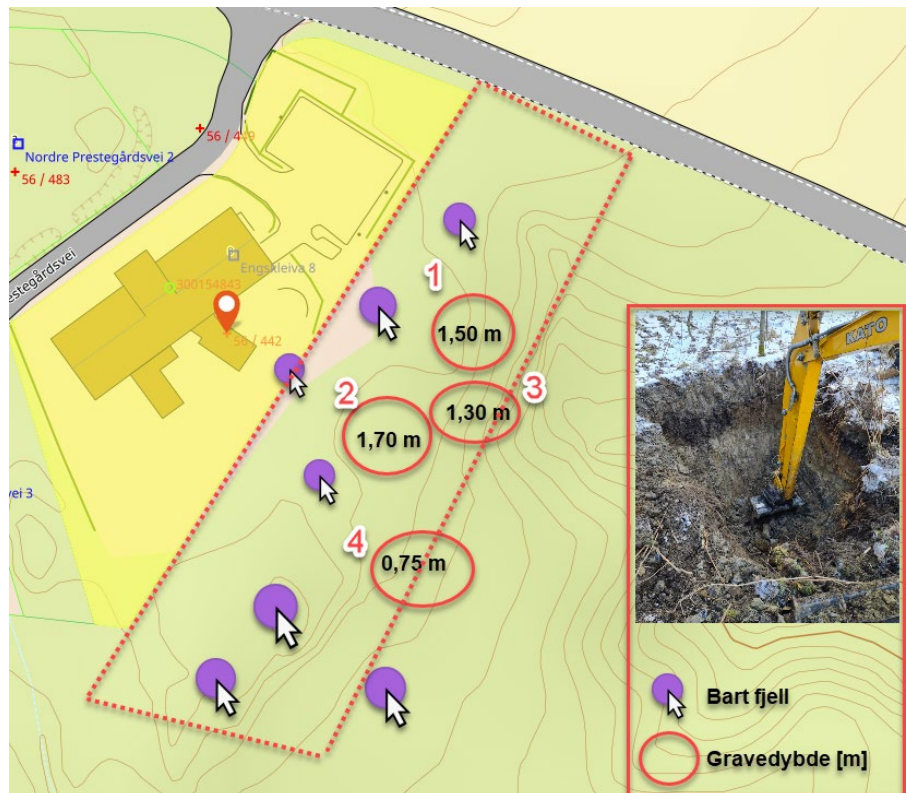 56 / 449
Nordre Prestegårdsvei 2
56 / 483
estegårdsvei
Engskleiva 8
300154843
56 / 442
1
1,50 m
2
1,30 m
3
1,70 m
vei 3
4
0,75 m
KATO
Bart fjell
Gravedybde [m]